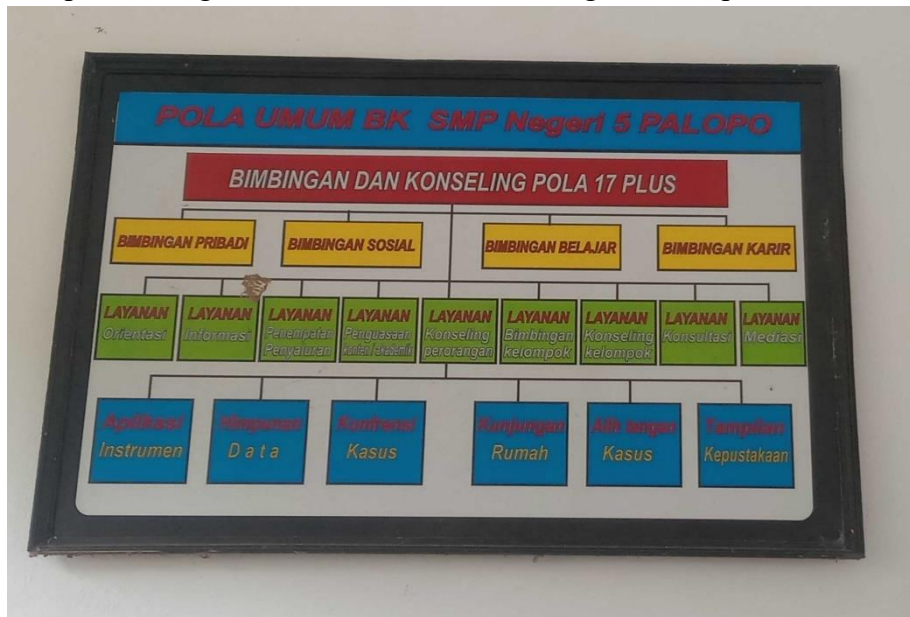 POLA UMUM BK SMP Negeri 5 PALOPO
BIMBINGAN DAN KONSELING POLA 17 PLUS
BIMBINGAN PRIBADI
BIMBINGAN SOSIAL
BIMBINGAN BELAJAR
BIMBINGAN KARIR
LAYANAN
Orientasi
LAYANAN
Informasi
LAYANAN
Penempatan
Penyaluran
LAYANAN
Penguasaan
LAYANAN
Konseling
perorangan
LAYANAN
Bimbingan
kelompok
LAYANAN
Konseling
kelompok
LAYANAN
Konsultasi
LAYANAN
Mediasi
Aplikasi
Instrumen
Himpunan
Data
Konfrensi
Kasus
Kunjungan
Rumah
Alih tangan
Kasus
Tampilan
Kepustakaan